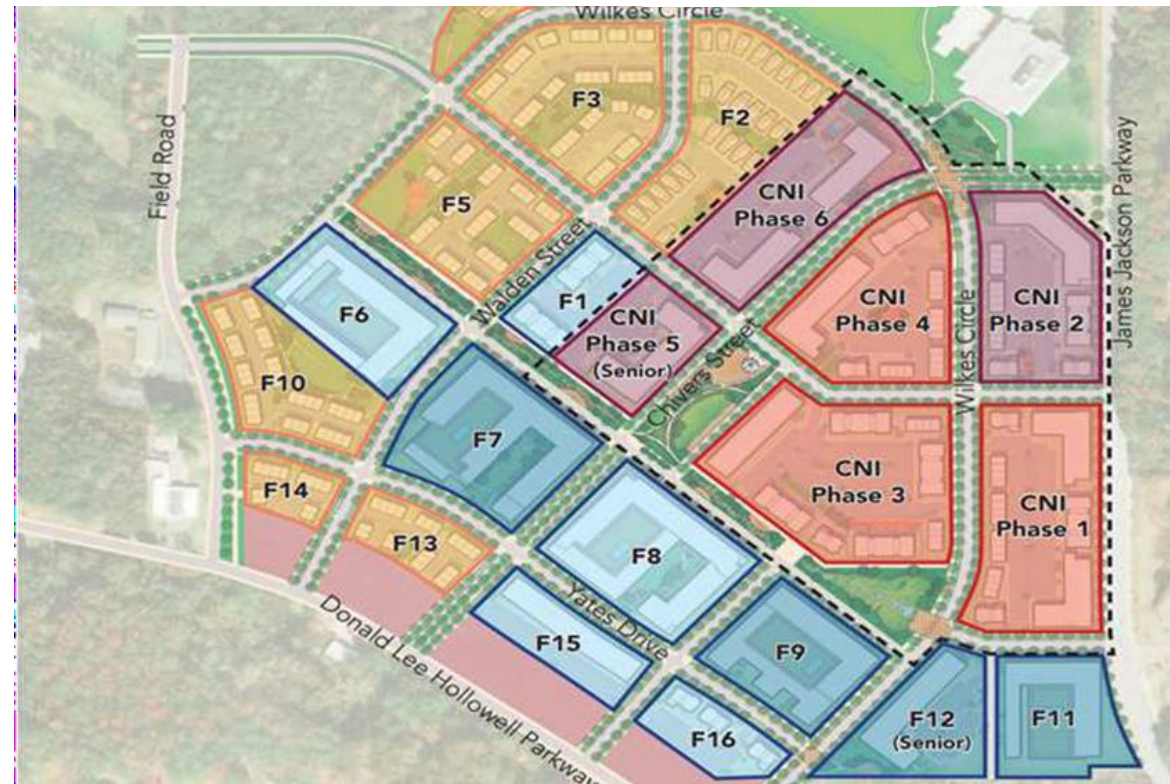 Wilkes Circle
F3
F2
Field Road
F5
CNI
Phase 6
James Jackson Parkway
Walden Street
F1
F6
CNI
Phase 5
(Senior)
CNI
Phase 4
CNI
Phase 2
Wilkes Circle
Chivers Street
F10
F7
CNI
Phase 3
CNI
Phase 1
F14
F13
F8
Yates Drive
Donald Lee Hollowell Parkway
F15
F9
F16
F12
(Senior)
F11